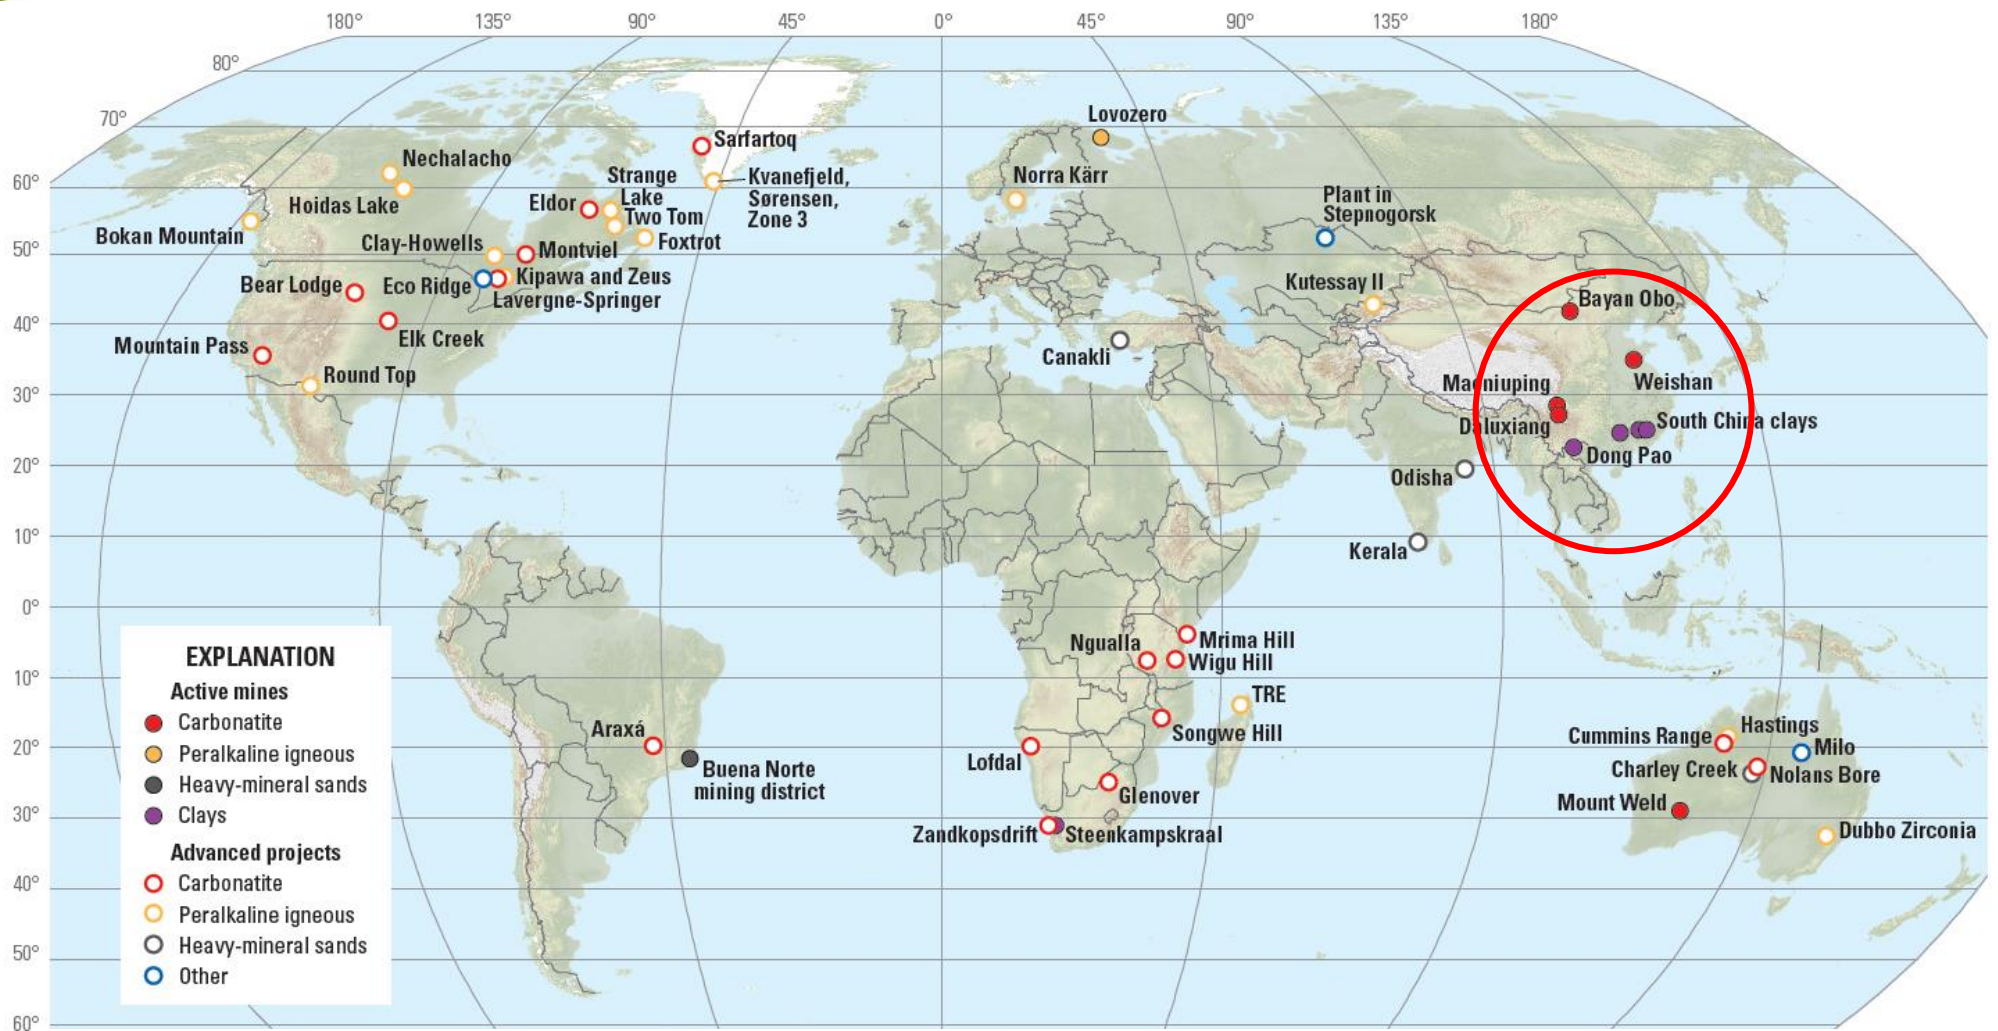 180° 135° 90° 45° 0° 45° 90° 135° 180°
80°
70°
60°
50°
40°
30°
20°
10°
0°
10°
20°
30°
40°
50°
60°
Nechalacho
Hoidas Lake
Bokan Mountain
Sarfartoq
Kvanefjeld,
Sørensen,
Zone 3
Strange
Lake
Eldor
Two Tom
Foxtrot
Clay-Howells
Montviel
Eco Ridge
Kipawa and Zeus
Lavergne-Springer
Bear Lodge
Elk Creek
Mountain Pass
Round Top
Lovozero
Norra Kärr
Plant in
Stepnogorsk
Kutessay II
Canakli
Bayan Obo
Weishan
Maoniuping
Daluxiang
South China clays
Dong Pao
Odisha
Kerala
Araxá
Buena Norte
mining district
Ngualla
Mrima Hill
Wigu Hill
TRE
Songwe Hill
Lofdal
Glenover
Zandkopsdrift
Steenkampskraal
Cummins Range
Hastings
Milo
Charley Creek
Nolans Bore
Mount Weld
Dubbo Zirconia
EXPLANATION
Active mines
Carbonatite
Peralkaline igneous
Heavy-mineral sands
Clays
Advanced projects
Carbonatite
Peralkaline igneous
Heavy-mineral sands
Other